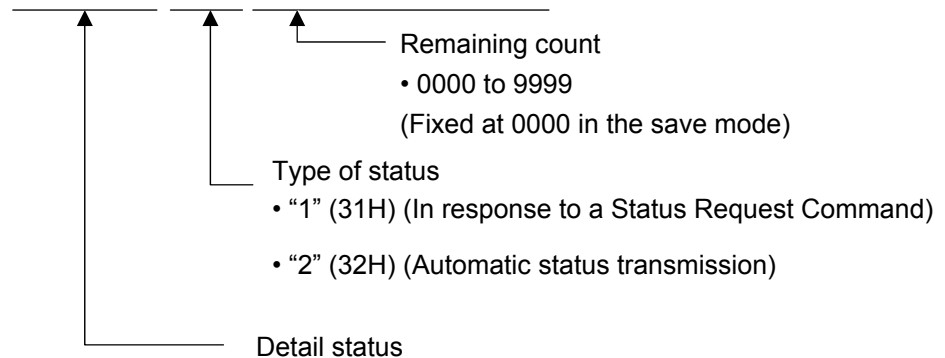 Remaining count
• 0000 to 9999
(Fixed at 0000 in the save mode)
Type of status
• “1” (31H) (In response to a Status Request Command)
• “2” (32H) (Automatic status transmission)
Detail status